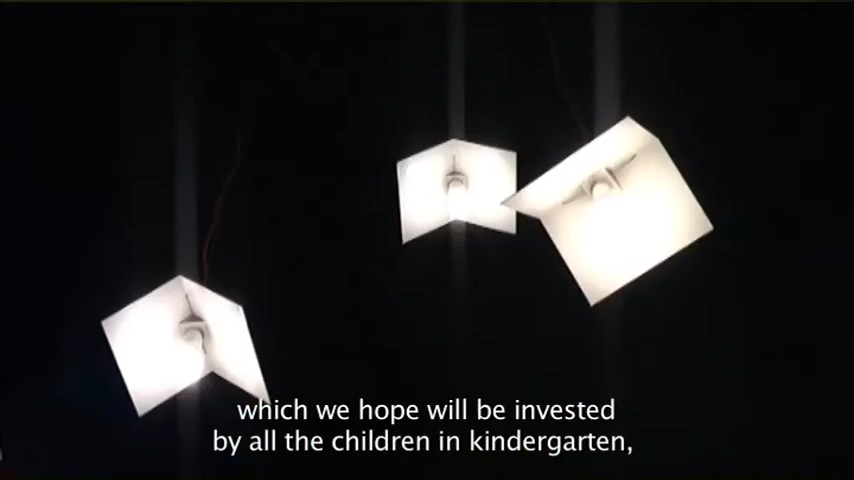 which we hope will be invested
by all the children in kindergarten,